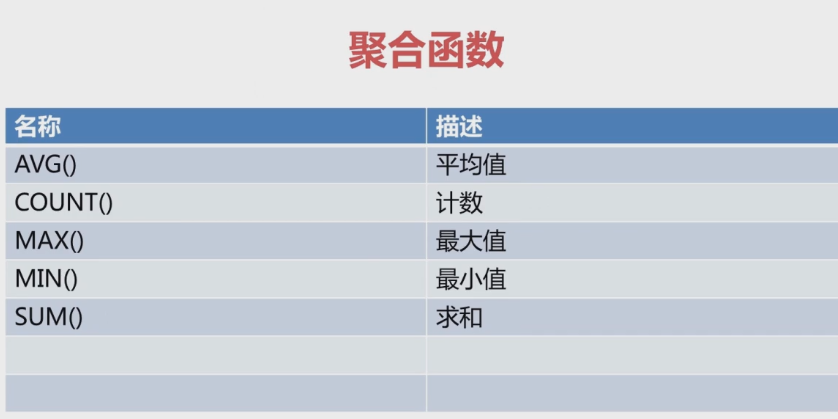 聚合函数
名称 描述
AVG() 平均值
COUNT() 计数
MAX() 最大值
MIN() 最小值
SUM() 求和